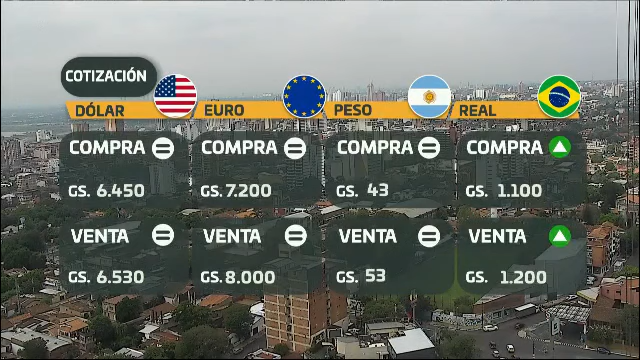 COTIZACIÓN
DÓLAR EURO PESO REAL
COMPRA COMPRA COMPRA COMPRA
GS. 6.450 GS. 7.200 GS. 43 GS. 1.100
VENTA VENTA VENTA VENTA
GS. 6.530 GS. 8.000 GS. 53 GS. 1.200